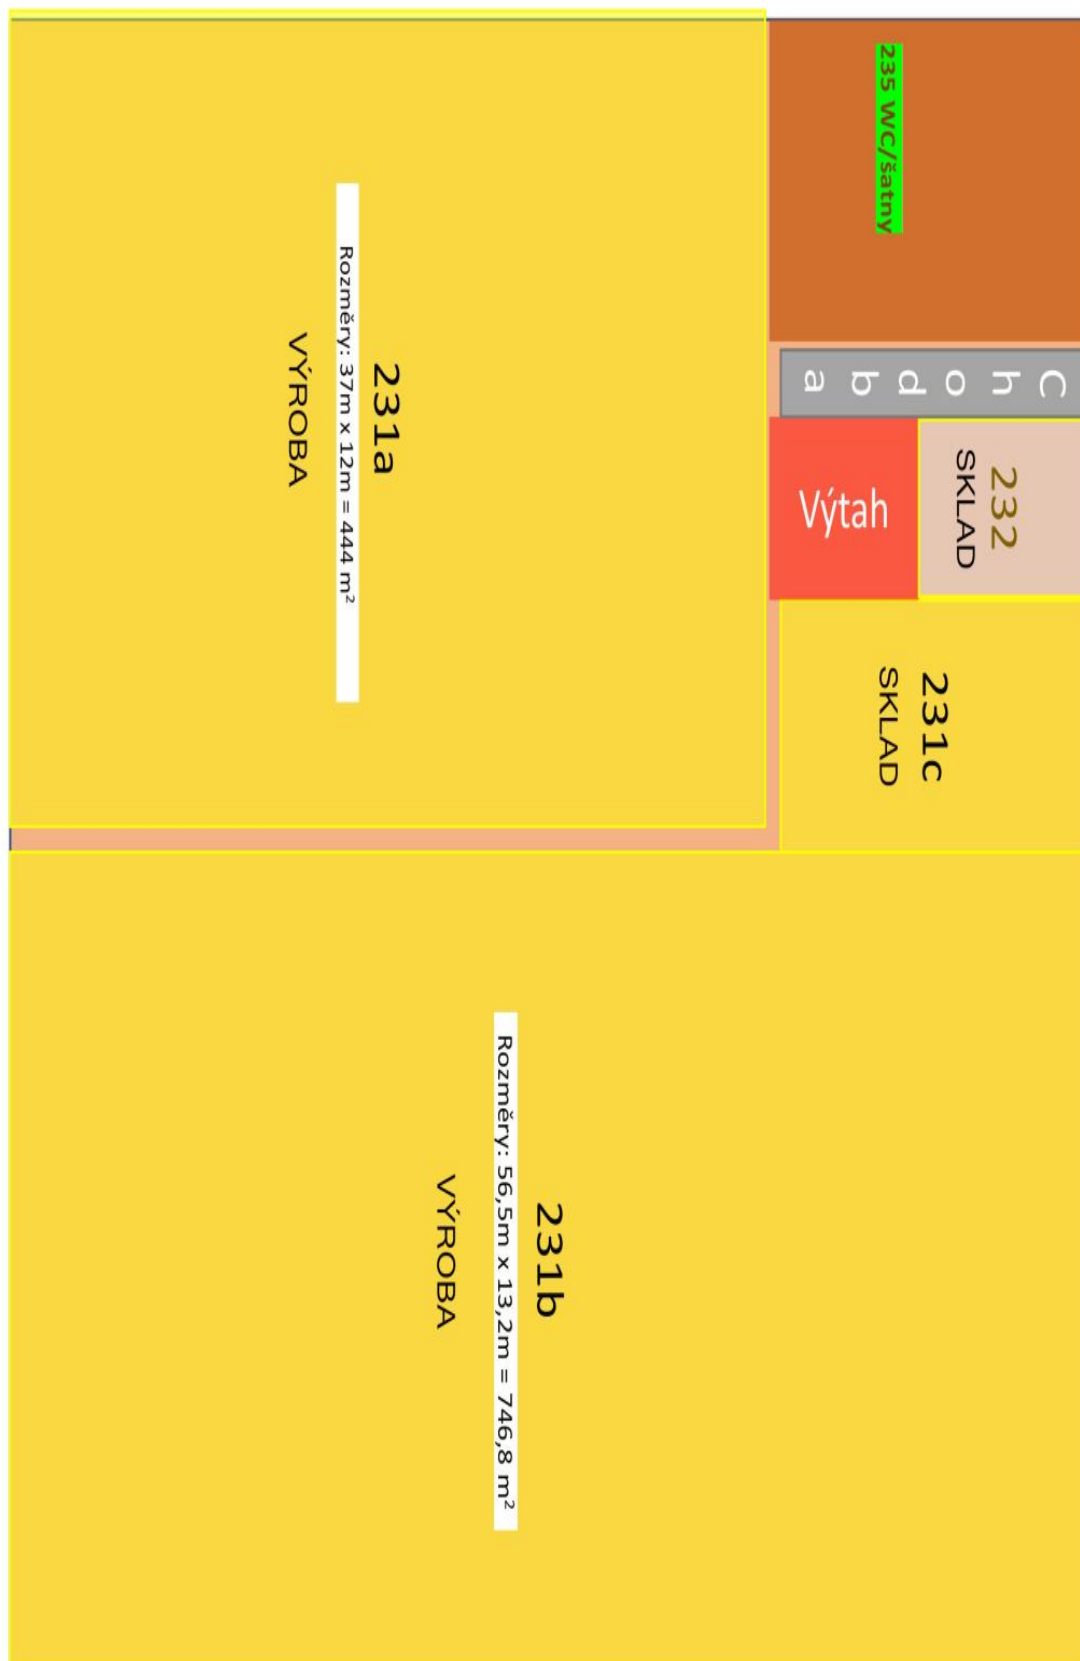 235 WC/šatny
Chodba
232
SKLAD
Výtah
231c
SKLAD
231a
Rozměry: 37m x 12m = 444 m²
VÝROBA
231b
Rozměry: 56,5m x 13,2m = 746,8 m²
VÝROBA